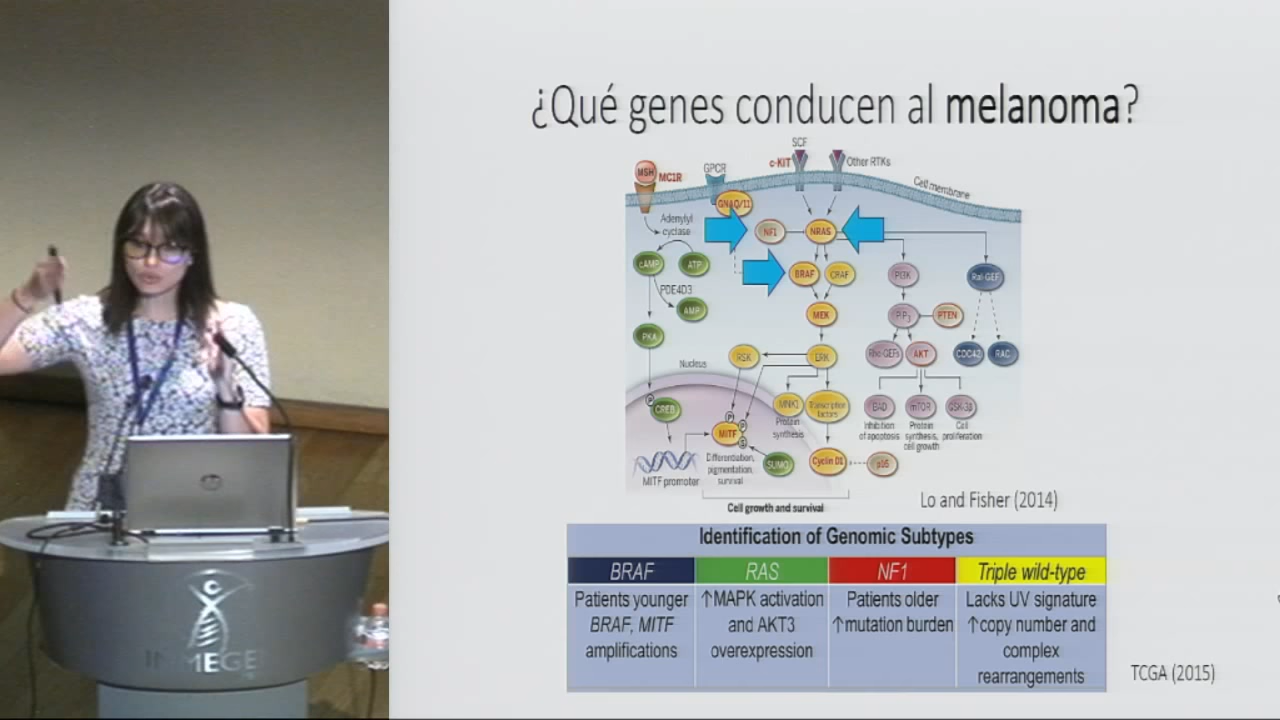 ¿Qué genes conducen al melanoma?
SCF
MSH
MC1R
GPCR
c-KIT
Other RTKs
Cell membrane
GNAQ/11
Adenylyl
cyclase
NF1
NRAS
cAMP
ATP
BRAF
CRAF
PI3K
Ral-GEF
PDE4D3
AMP
MEK
PTEN
PKA
RSK
ERK
Rho-GEFs
AKT
CDC42
RAC
Nucleus
P
CREB
MNK1
Transcription
factors
BAD
mTOR
GSK-3β
Protein
synthesis
Inhibition
of apoptosis
Protein
synthesis,
cell growth
Cell
proliferation
P
P
S
MITF
Differentiation,
pigmentation,
survival
SUMO
Cyclin D1
MITF promoter
Cell growth and survival
Lo and Fisher (2014)
Identification of Genomic Subtypes
BRAF RAS NF1 Triple wild-type
Patients younger
BRAF, MITF
amplifications
↑MAPK activation
and AKT3
overexpression
Patients older
↑mutation burden
Lacks UV signature
↑copy number and
complex
rearrangements
TCGA (2015)
INMEGEN